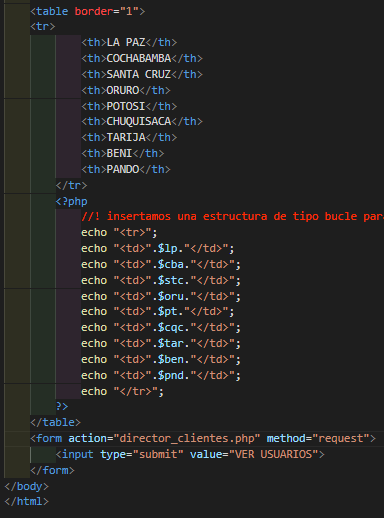 <table border="1">
<tr>
<th>LA PAZ</th>
<th>COCHABAMBA</th>
<th>SANTA CRUZ</th>
<th>ORURO</th>
<th>POTOSI</th>
<th>CHUQUISACA</th>
<th>TARIJA</th>
<th>BENI</th>
<th>PANDO</th>
</tr>
<?php
//! insertamos una estructura de tipo bucle par
echo "<tr>";
echo "<td>".$lp."</td>";
echo "<td>".$cba."</td>";
echo "<td>".$stc."</td>";
echo "<td>".$oru."</td>";
echo "<td>".$pt."</td>";
echo "<td>".$cqc."</td>";
echo "<td>".$tar."</td>";
echo "<td>".$ben."</td>";
echo "<td>".$pnd."</td>";
echo "</tr>";
?>
</table>
<form action="director_clientes.php" method="request">
<input type="submit" value="VER USUARIOS">
</form>
</body>
</html>